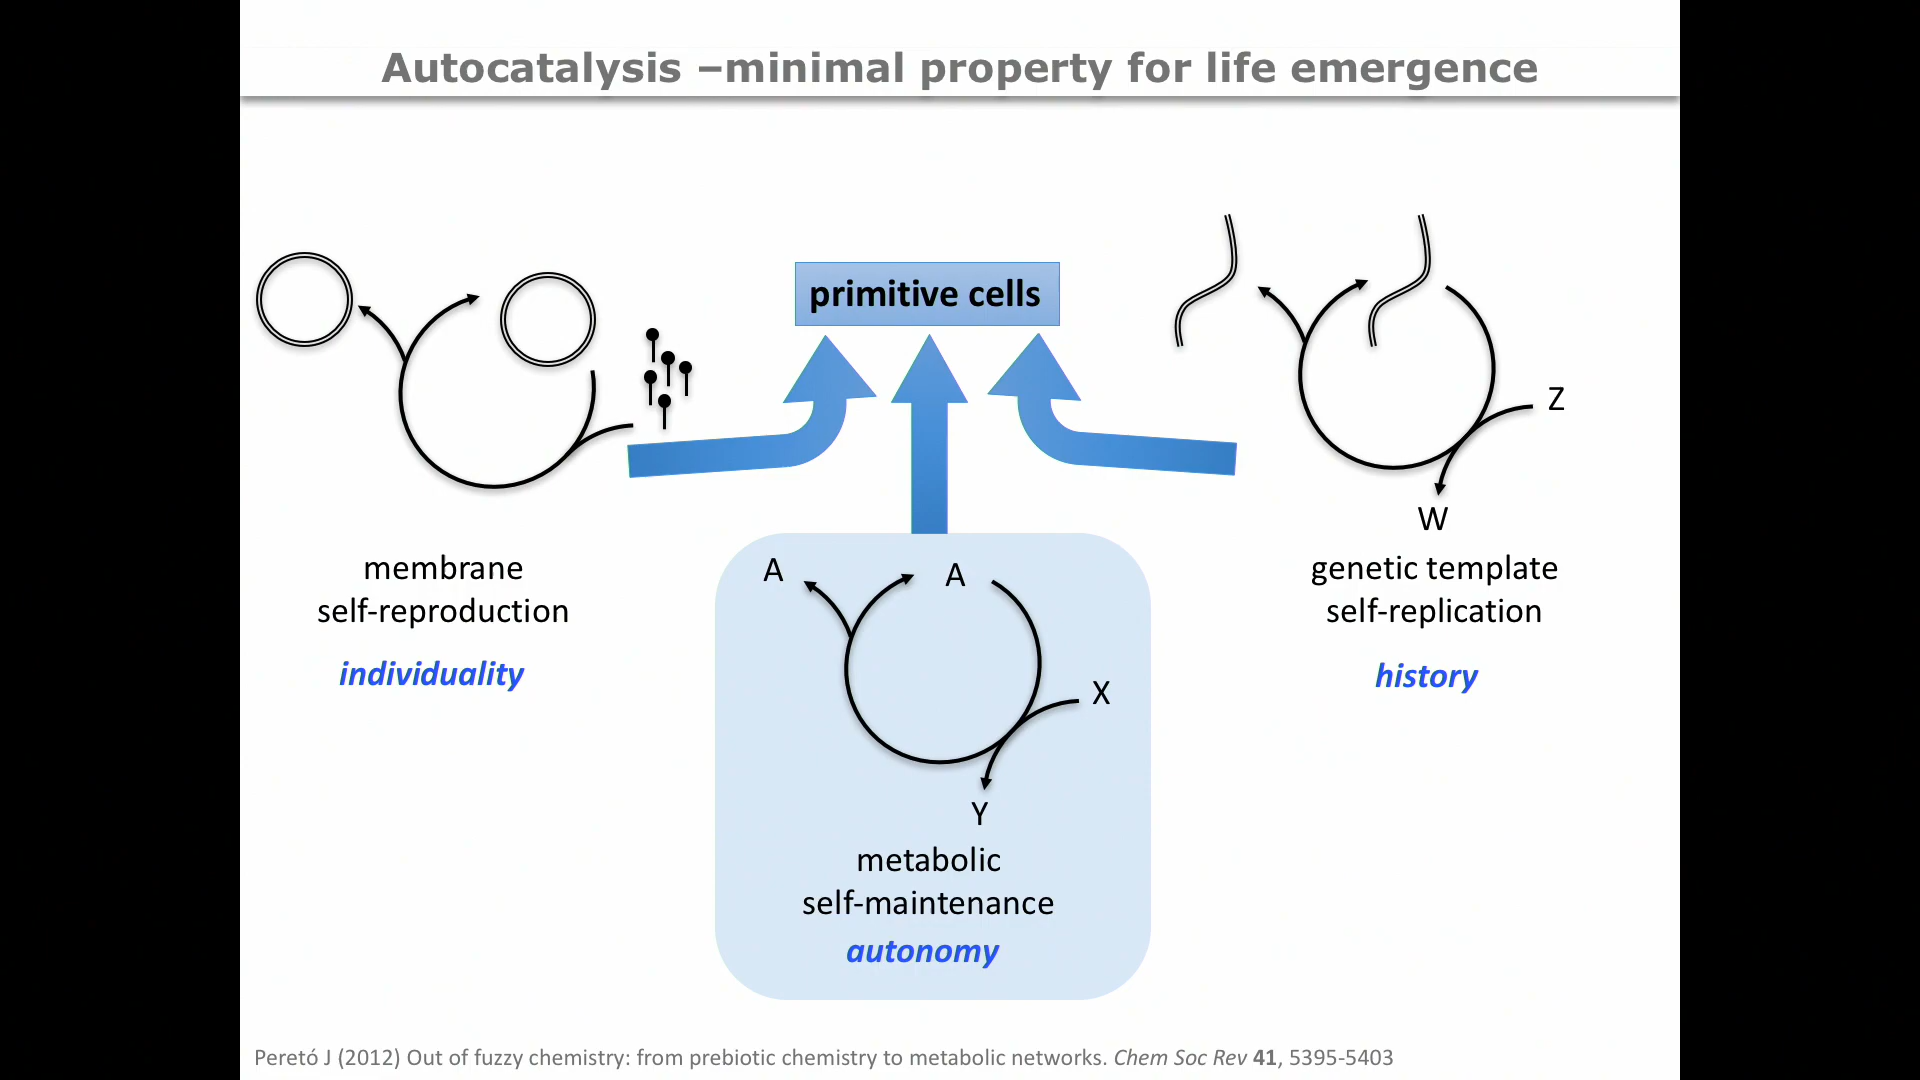 Autocatalysis –minimal property for life emergence
primitive cells
Z
W
membrane
self-reproduction
individuality
genetic template
self-replication
history
A
A
X
Y
metabolic
self-maintenance
autonomy
Peretó J (2012) Out of fuzzy chemistry: from prebiotic chemistry to metabolic networks. Chem Soc Rev 41, 5395-5403